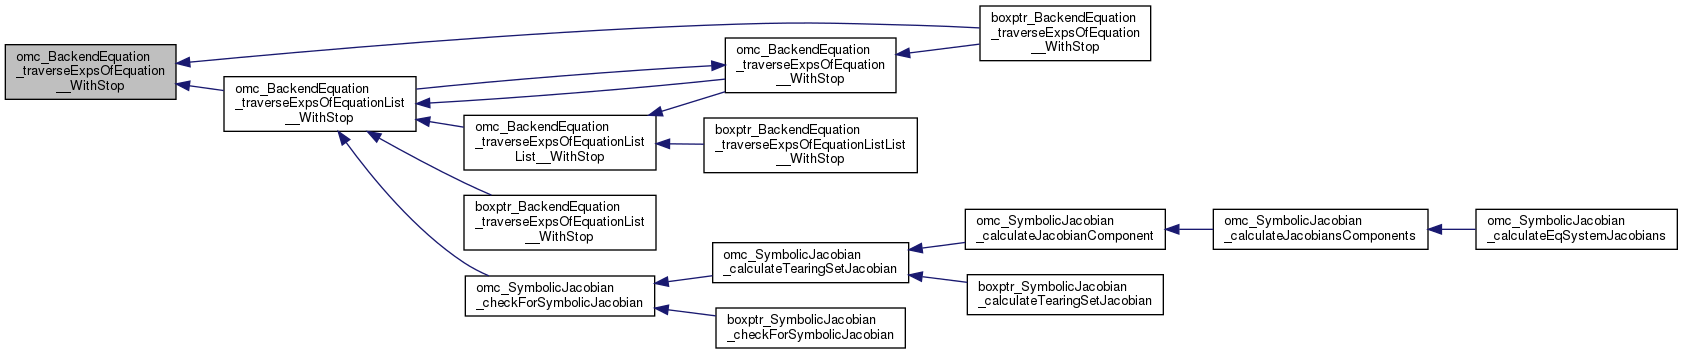 omc_BackendEquation
_traverseExpsOfEquation
__WithStop
omc_BackendEquation
_traverseExpsOfEquationList
__WithStop
omc_BackendEquation
_traverseExpsOfEquation
__WithStop
boxptr_BackendEquation
_traverseExpsOfEquation
__WithStop
omc_BackendEquation
_traverseExpsOfEquationList
List__WithStop
boxptr_BackendEquation
_traverseExpsOfEquationListList
__WithStop
boxptr_BackendEquation
_traverseExpsOfEquationList
__WithStop
omc_SymbolicJacobian
_checkForSymbolicJacobian
omc_SymbolicJacobian
_calculateTearingSetJacobian
boxptr_SymbolicJacobian
_checkForSymbolicJacobian
omc_SymbolicJacobian
_calculateJacobianComponent
boxptr_SymbolicJacobian
_calculateTearingSetJacobian
omc_SymbolicJacobian
_calculateJacobiansComponents
omc_SymbolicJacobian
_calculateEqSystemJacobians